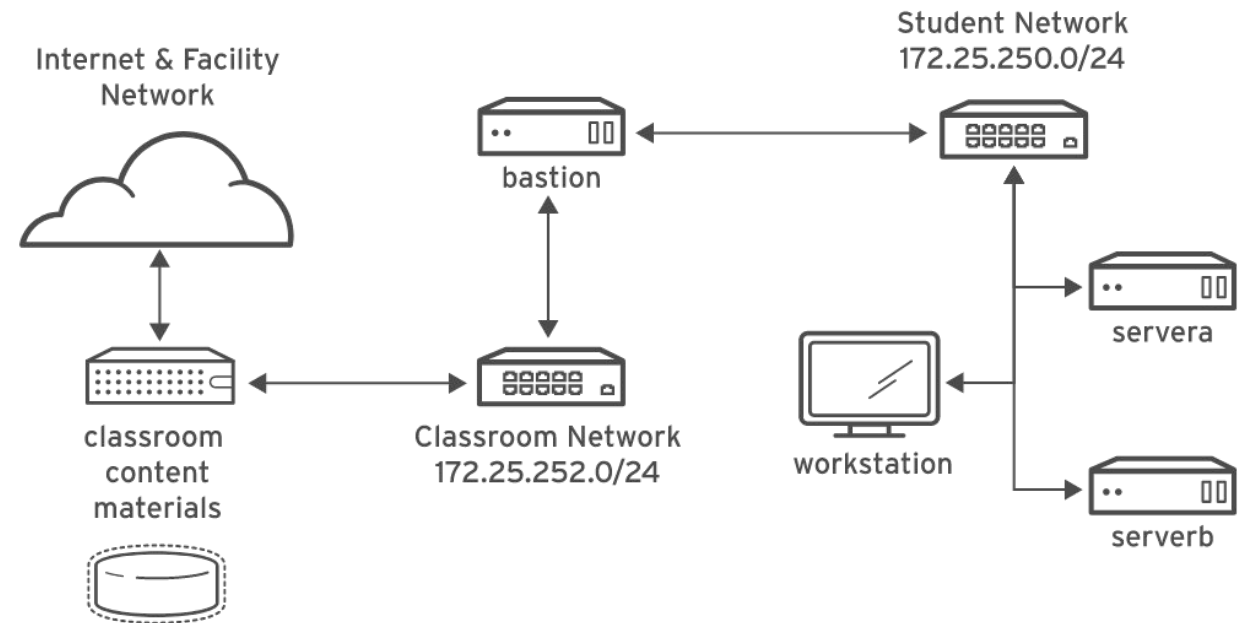 Internet & Facility
Network
Student Network
172.25.250.0/24
bastion
servera
classroom
content
materials
Classroom Network
172.25.252.0/24
workstation
serverb